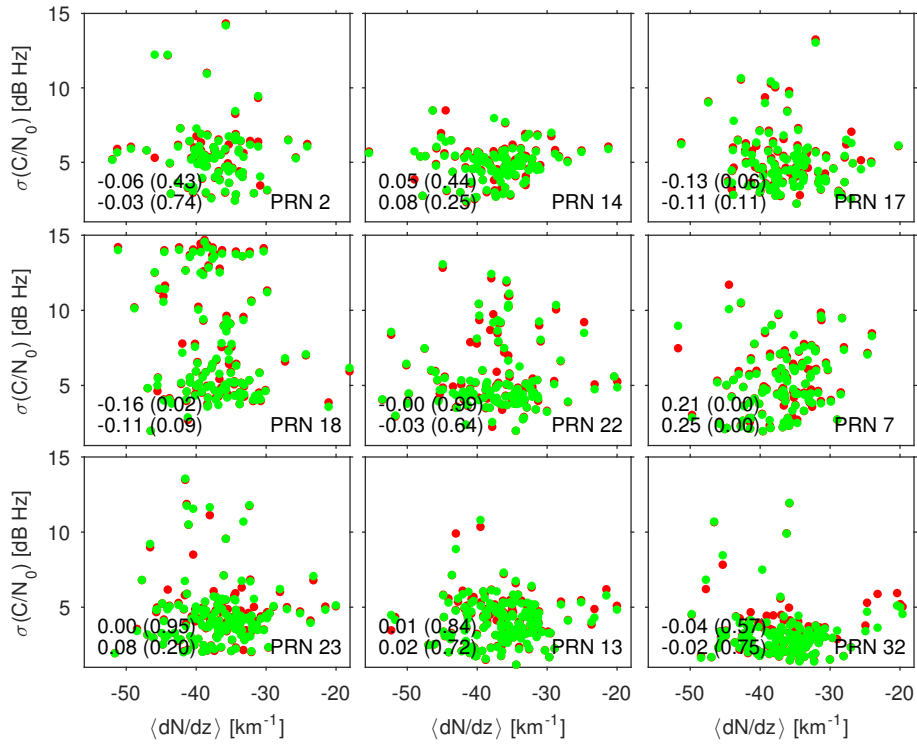 15
10
5
σ(C/N0) [dB Hz]
-0.06 (0.43)
-0.03 (0.74)
PRN 2
0.05 (0.44)
0.08 (0.25)
PRN 14
-0.13 (0.06)
-0.11 (0.11)
PRN 17
15
10
5
σ(C/N0) [dB Hz]
-0.16 (0.02)
-0.11 (0.09)
PRN 18
-0.00 (0.99)
-0.03 (0.64)
PRN 22
0.21 (0.00)
0.25 (0.00)
PRN 7
15
10
5
σ(C/N0) [dB Hz]
0.00 (0.95)
0.08 (0.20)
PRN 23
0.01 (0.84)
0.02 (0.72)
PRN 13
-0.04 (0.57)
-0.02 (0.75)
PRN 32
-50 -40 -30 -20
-50 -40 -30 -20
-50 -40 -30 -20
⟨dN/dz⟩ [km-1]
⟨dN/dz⟩ [km-1]
⟨dN/dz⟩ [km-1]